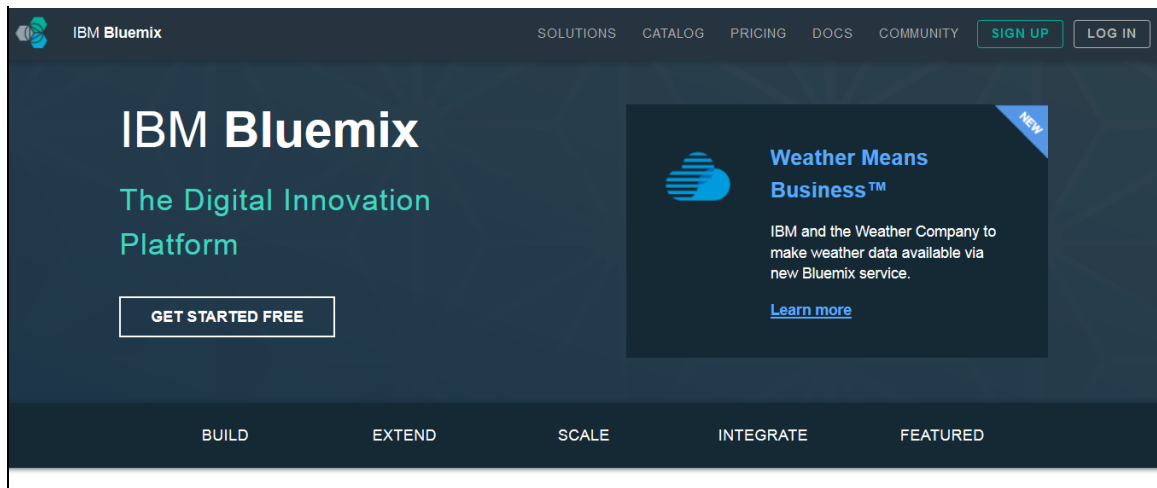 IBM Bluemix
SOLUTIONS
CATALOG
PRICING
DOCS
COMMUNITY
SIGN UP
LOG IN
IBM Bluemix
The Digital Innovation
Platform
GET STARTED FREE
NEW
Weather Means
Business™
IBM and the Weather Company to
make weather data available via
new Bluemix service.
Learn more
BUILD
EXTEND
SCALE
INTEGRATE
FEATURED